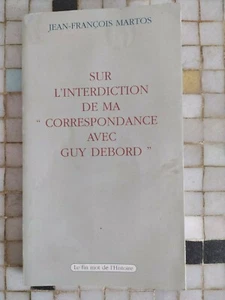 JEAN-FRANÇOIS MARTOS
SUR
L'INTERDICTION
DE MA
" CORRESPONDANCE
AVEC
GUY DEBORD "
Le fin mot de l'Histoire